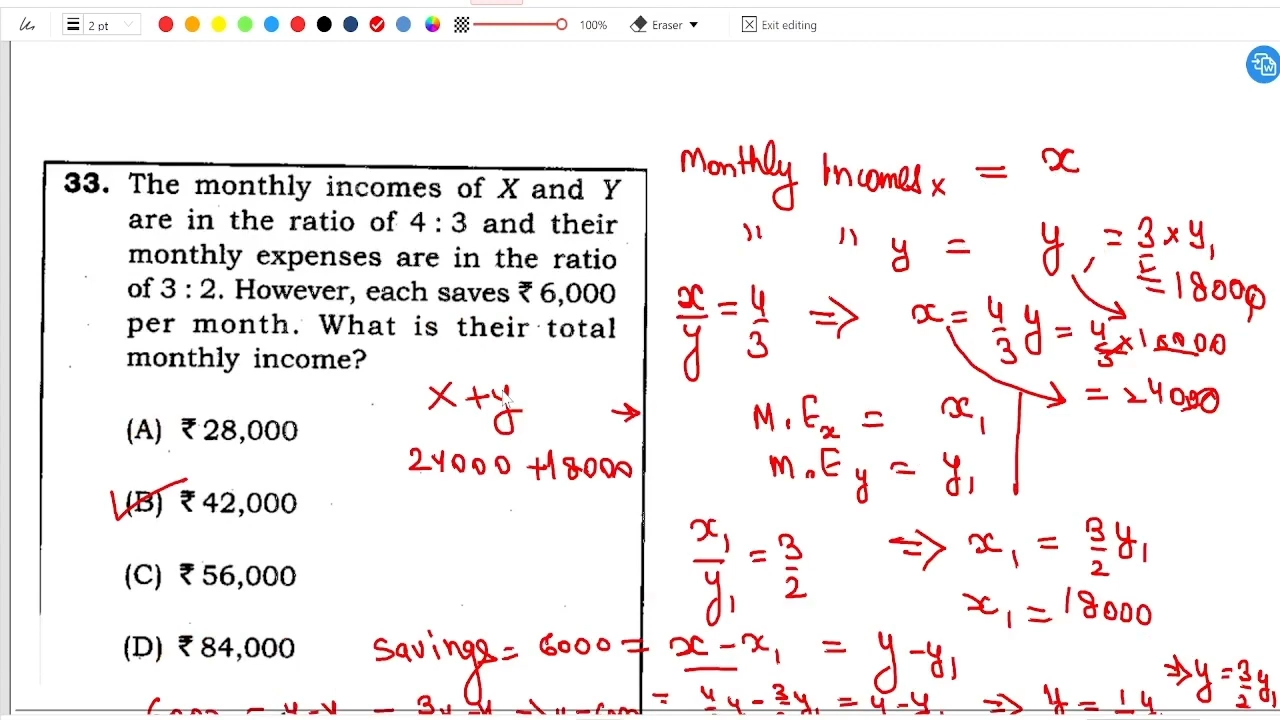 2 pt
100%
Eraser
Exit editing
33. The monthly incomes of X and Y
are in the ratio of 4 : 3 and their
monthly expenses are in the ratio
of 3 : 2. However, each saves ₹ 6,000
per month. What is their total
monthly income?
x + y
24000 + 18000
(A) ₹ 28,000
(B) ₹ 42,000
(C) ₹ 56,000
(D) ₹ 84,000
Monthly Incomes x = x
" " y = y = 3 × y1
= 18000
x/y = 4/3 ⇒ x = 4/3 y = 4/3 × 18000
= 24000
M.E x = x1
M.E y = y1
x1/y1 = 3/2 ⇒ x1 = 3/2 y1
x1 = 18000
Savings = 6000 = x - x1 = y - y1
⇒ y = 3/2 y1